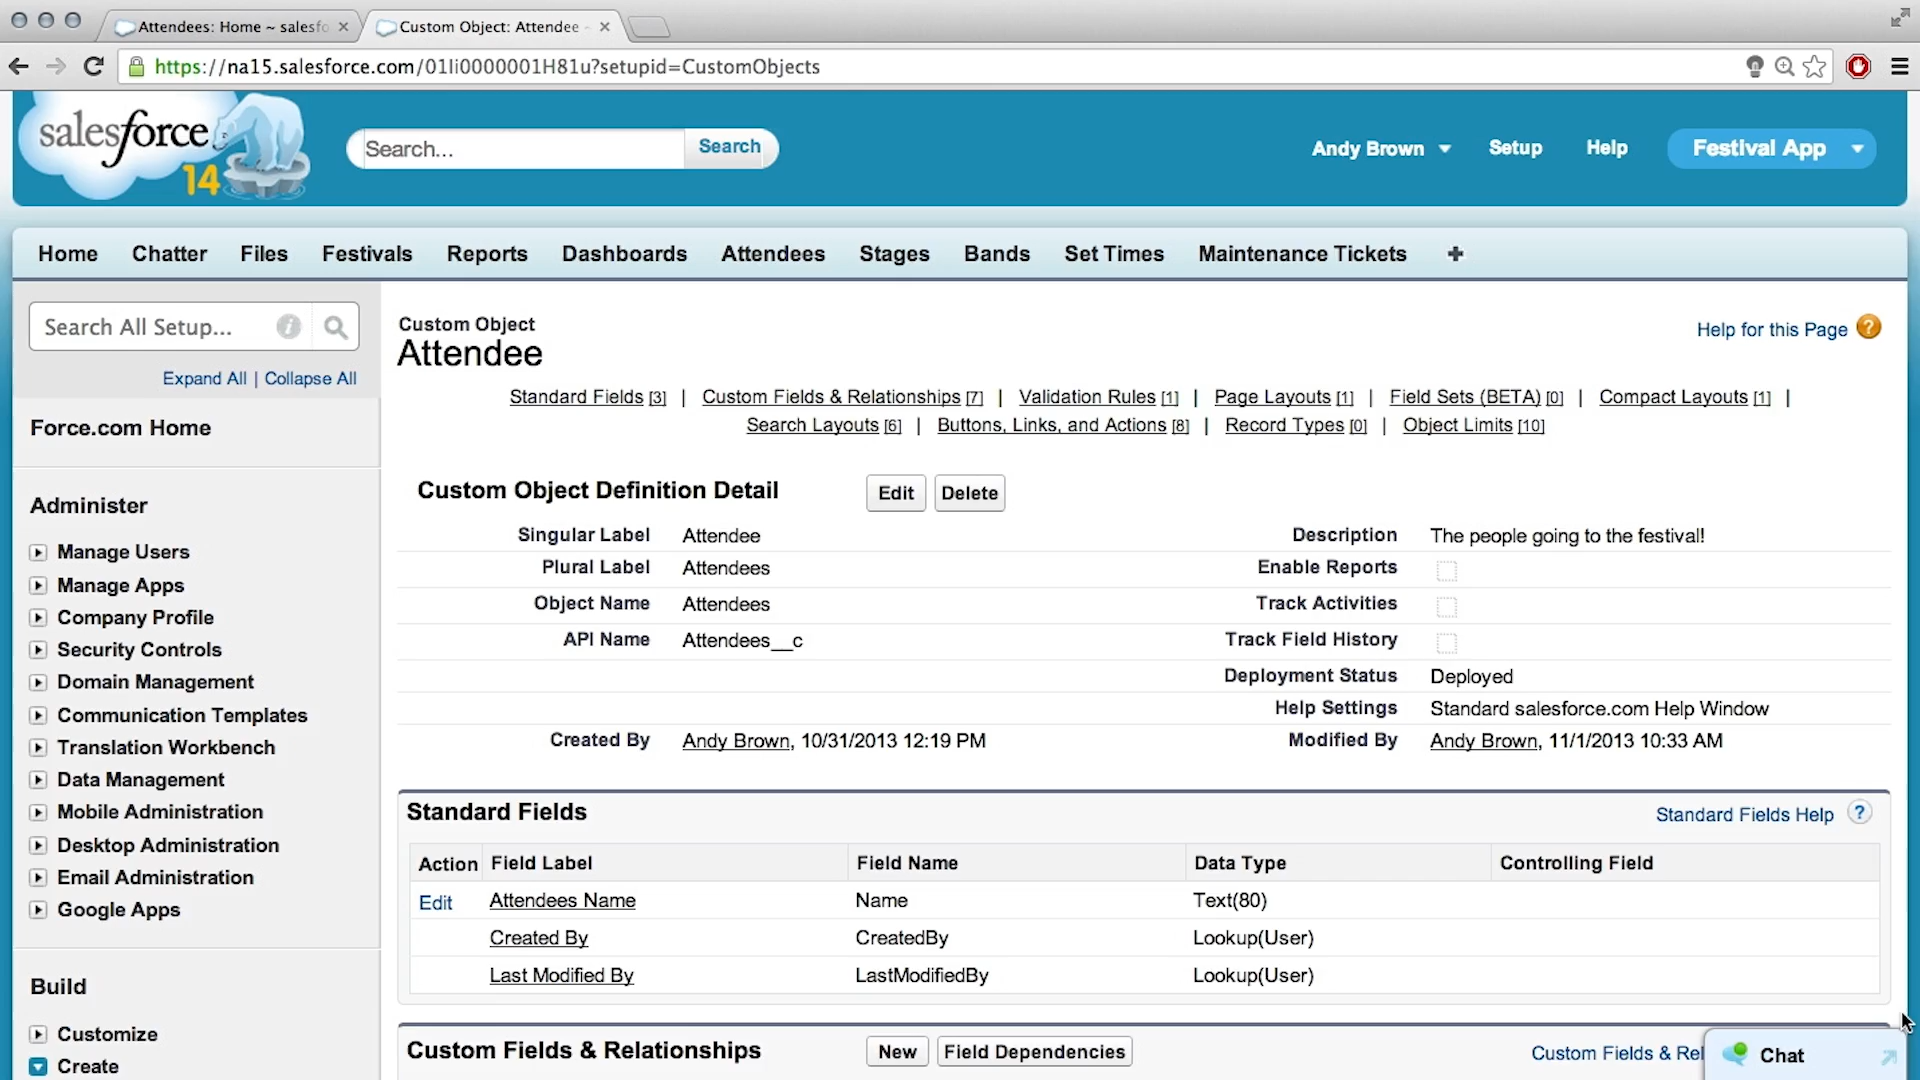 Attendees: Home ~ salesfo
Custom Object: Attendee -
https://na15.salesforce.com/01Ii0000001H81u?setupid=CustomObjects
salesforce
14
Search...
Search
Andy Brown
Setup
Help
Festival App
Home
Chatter
Files
Festivals
Reports
Dashboards
Attendees
Stages
Bands
Set Times
Maintenance Tickets
Search All Setup...
Expand All | Collapse All
Force.com Home
Administer
Manage Users
Manage Apps
Company Profile
Security Controls
Domain Management
Communication Templates
Translation Workbench
Data Management
Mobile Administration
Desktop Administration
Email Administration
Google Apps
Build
Customize
Create
Custom Object
Attendee
Help for this Page
Standard Fields [3] | Custom Fields & Relationships [7] | Validation Rules [1] | Page Layouts [1] | Field Sets (BETA) [0] | Compact Layouts [1] |
Search Layouts [6] | Buttons, Links, and Actions [8] | Record Types [0] | Object Limits [10]
Custom Object Definition Detail
Edit
Delete
Singular Label Attendee
Description The people going to the festival!
Plural Label Attendees
Enable Reports
Object Name Attendees
Track Activities
API Name Attendees__c
Track Field History
Deployment Status Deployed
Help Settings Standard salesforce.com Help Window
Created By Andy Brown, 10/31/2013 12:19 PM
Modified By Andy Brown, 11/1/2013 10:33 AM
Standard Fields
Standard Fields Help ?
Action Field Label Field Name Data Type Controlling Field
Edit Attendees Name Name Text(80)
Created By CreatedBy Lookup(User)
Last Modified By LastModifiedBy Lookup(User)
Custom Fields & Relationships
New
Field Dependencies
Custom Fields & Rel
Chat